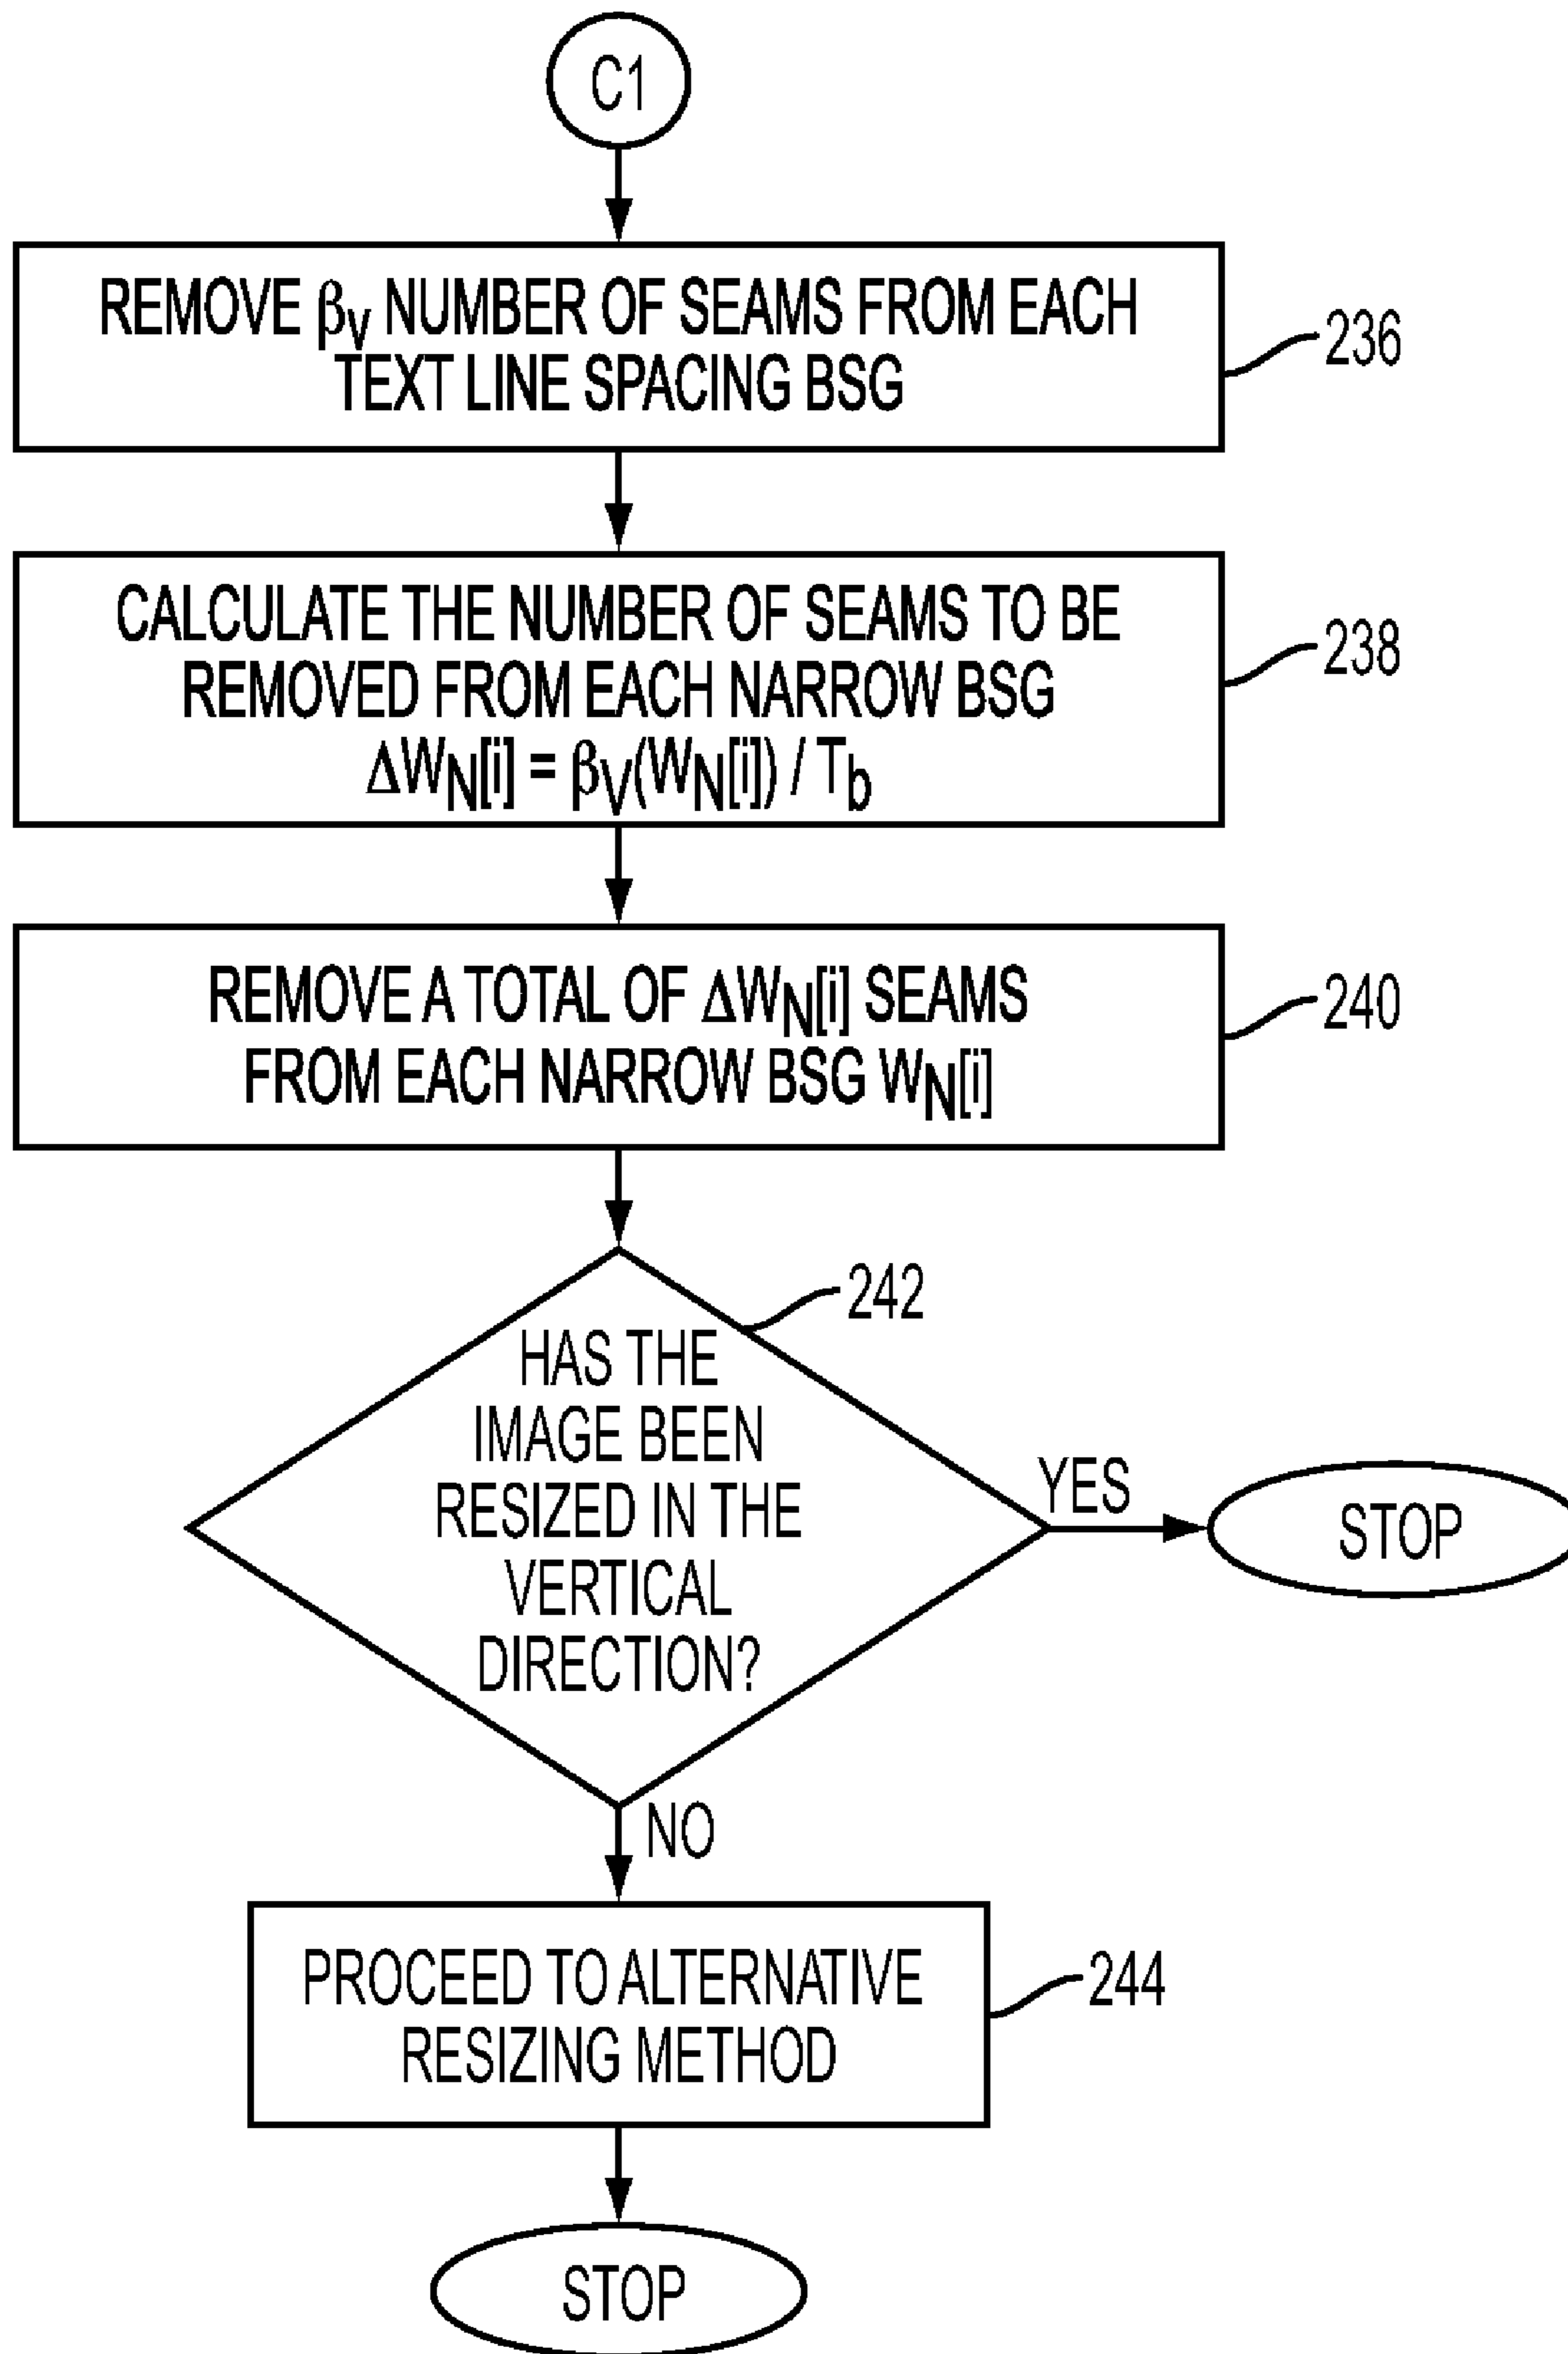 C1
REMOVE βV NUMBER OF SEAMS FROM EACH
TEXT LINE SPACING BSG
236
CALCULATE THE NUMBER OF SEAMS TO BE
REMOVED FROM EACH NARROW BSG
ΔWN[i] = βV(WN[i]) / Tb
238
REMOVE A TOTAL OF ΔWN[i] SEAMS
FROM EACH NARROW BSG WN[i]
240
242
HAS THE
IMAGE BEEN
RESIZED IN THE
VERTICAL
DIRECTION?
YES
STOP
NO
PROCEED TO ALTERNATIVE
RESIZING METHOD
244
STOP